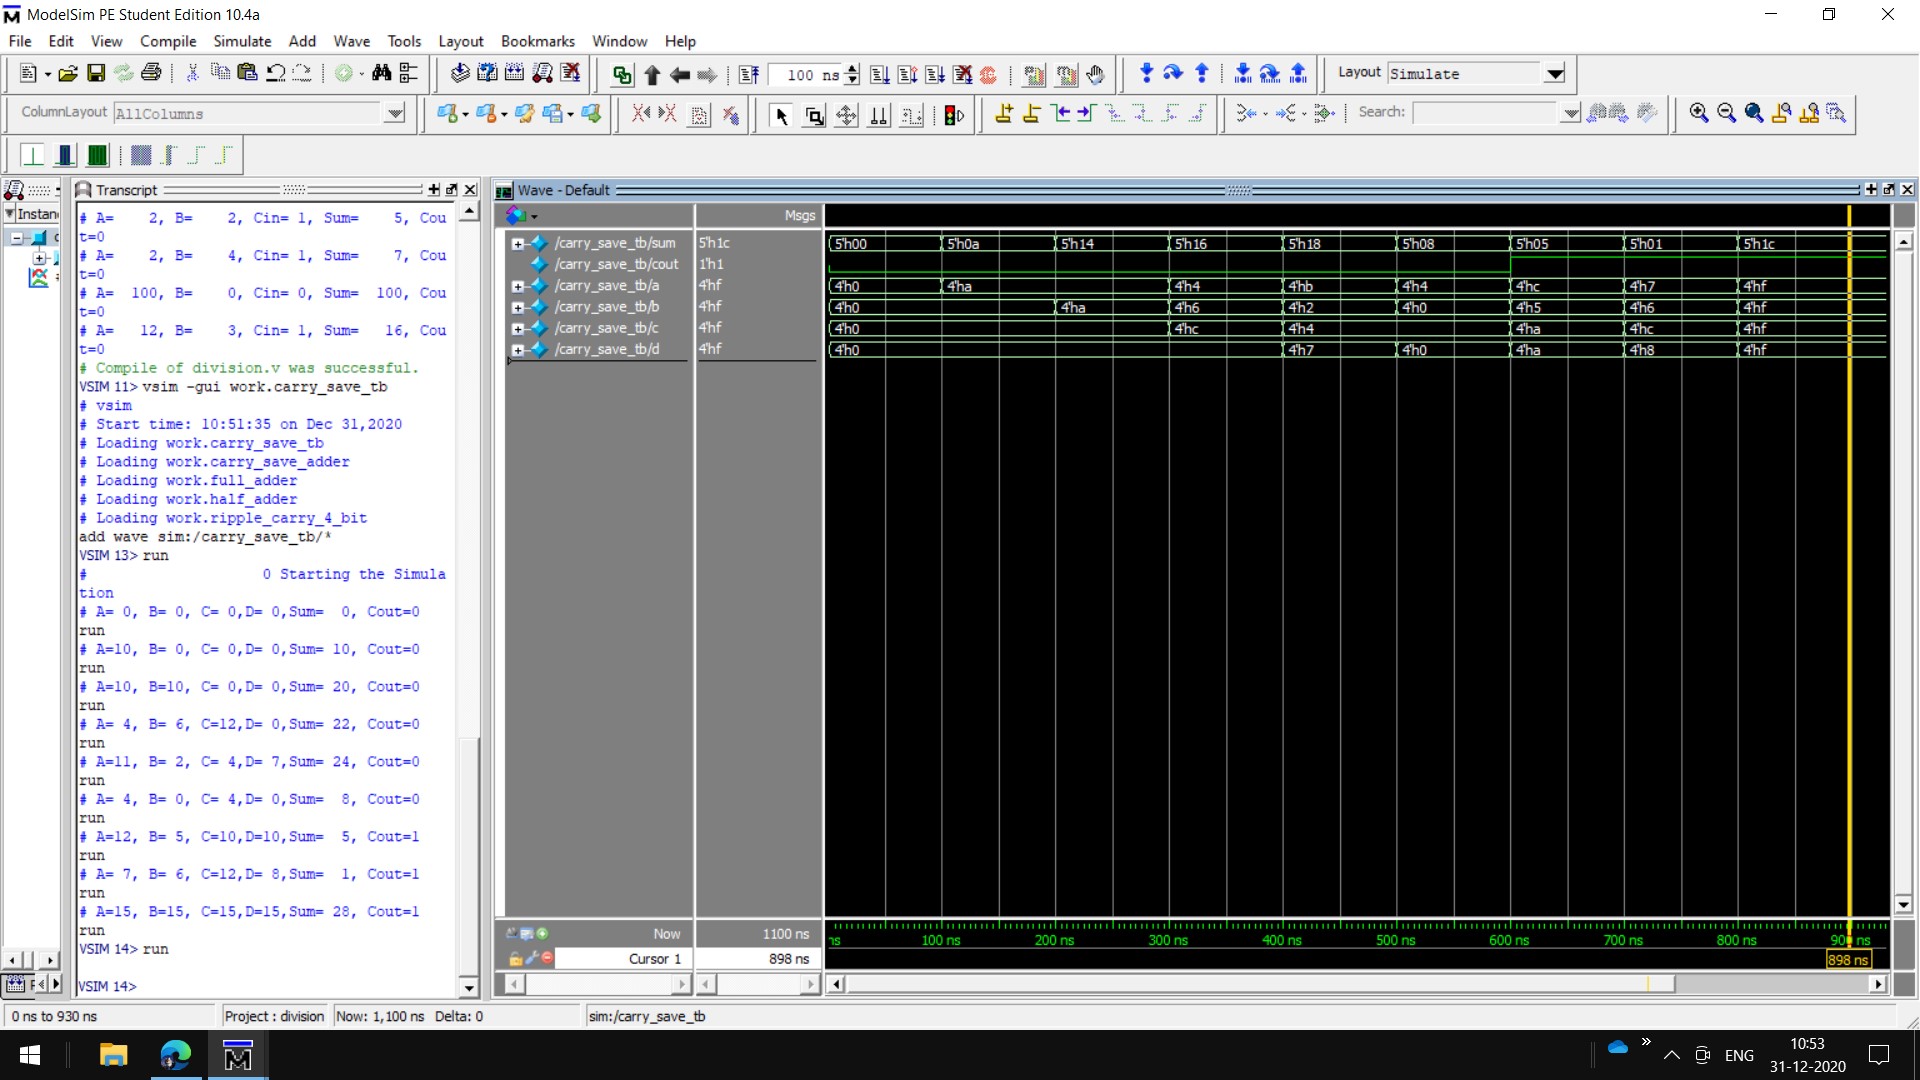 ModelSim PE Student Edition 10.4a
File Edit View Compile Simulate Add Wave Tools Layout Bookmarks Window Help
100 ns
Layout Simulate
ColumnLayout AllColumns
Search:
Instan
Transcript
# A=    2, B=    2, Cin= 1, Sum=    5, Cou
t=0
# A=    2, B=    4, Cin= 1, Sum=    7, Cou
t=0
# A=  100, B=    0, Cin= 0, Sum=  100, Cou
t=0
# A=   12, B=    3, Cin= 1, Sum=   16, Cou
t=0
# Compile of division.v was successful.
VSIM 11> vsim -gui work.carry_save_tb
# vsim
# Start time: 10:51:35 on Dec 31,2020
# Loading work.carry_save_tb
# Loading work.carry_save_adder
# Loading work.full_adder
# Loading work.half_adder
# Loading work.ripple_carry_4_bit
add wave sim:/carry_save_tb/*
VSIM 13> run
#                    0 Starting the Simula
tion
# A= 0, B= 0, C= 0,D= 0,Sum=  0, Cout=0
run
# A=10, B= 0, C= 0,D= 0,Sum= 10, Cout=0
run
# A=10, B=10, C= 0,D= 0,Sum= 20, Cout=0
run
# A= 4, B= 6, C=12,D= 0,Sum= 22, Cout=0
run
# A=11, B= 2, C= 4,D= 7,Sum= 24, Cout=0
run
# A= 4, B= 0, C= 4,D= 0,Sum=  8, Cout=0
run
# A=12, B= 5, C=10,D=10,Sum=  5, Cout=1
run
# A= 7, B= 6, C=12,D= 8,Sum=  1, Cout=1
run
# A=15, B=15, C=15,D=15,Sum= 28, Cout=1
run
VSIM 14> run
VSIM 14>
Wave - Default
Msgs
/carry_save_tb/sum 5'h1c 5'h00 5'h0a 5'h14 5'h16 5'h18 5'h08 5'h05 5'h01 5'h1c
/carry_save_tb/cout 1'h1
/carry_save_tb/a 4'hf 4'h0 4'ha 4'h4 4'hb 4'h4 4'hc 4'h7 4'hf
/carry_save_tb/b 4'hf 4'h0 4'ha 4'h6 4'h2 4'h0 4'h5 4'h6 4'hf
/carry_save_tb/c 4'hf 4'h0 4'hc 4'h4 4'ha 4'hc 4'hf
/carry_save_tb/d 4'hf 4'h0 4'h7 4'h0 4'ha 4'h8 4'hf
Now 1100 ns
ns 100 ns 200 ns 300 ns 400 ns 500 ns 600 ns 700 ns 800 ns 900 ns
Cursor 1 898 ns
898 ns
0 ns to 930 ns Project : division Now: 1,100 ns Delta: 0 sim:/carry_save_tb
ENG
10:53
31-12-2020